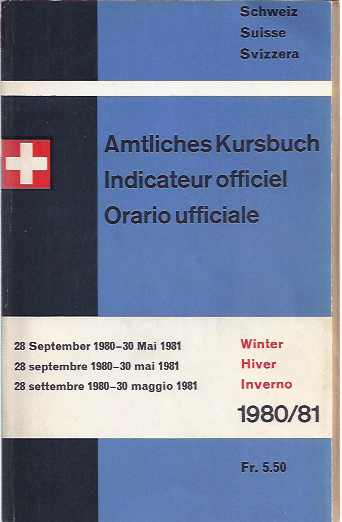 Schweiz
Suisse
Svizzera
Amtliches Kursbuch
Indicateur officiel
Orario ufficiale
28 September 1980–30 Mai 1981
Winter
28 septembre 1980–30 mai 1981
Hiver
28 settembre 1980–30 maggio 1981
Inverno
1980/81
Fr. 5.50